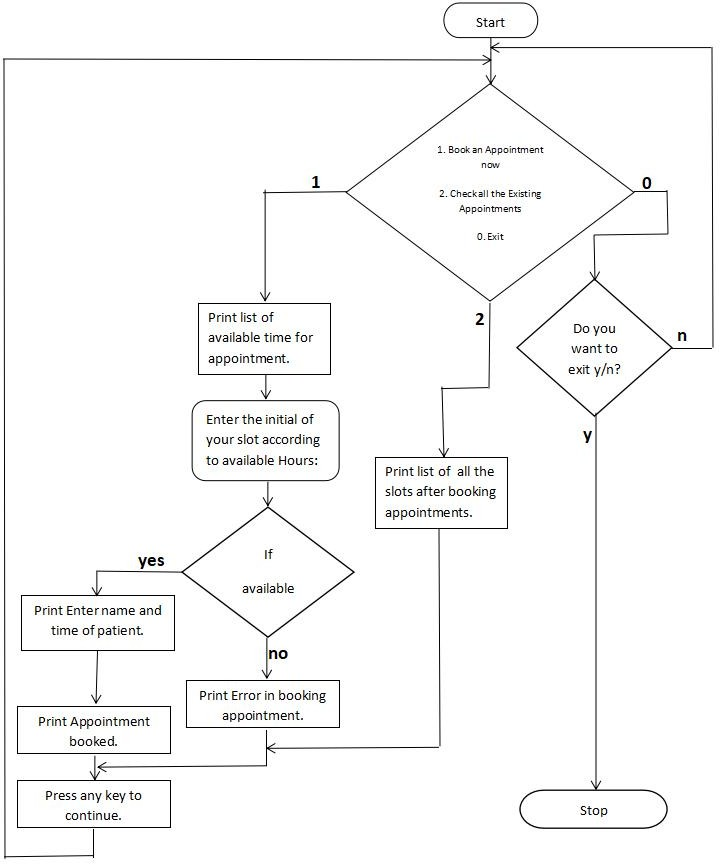 Start
1. Book an Appointment
now
2. Check all the Existing
Appointments
0. Exit
1
0
2
Print list of
available time for
appointment.
Do you
want to
exit y/n?
n
y
Enter the initial of
your slot according
to available Hours:
Print list of all the
slots after booking
appointments.
If
available
yes
no
Print Enter name and
time of patient.
Print Error in booking
appointment.
Print Appointment
booked.
Press any key to
continue.
Stop